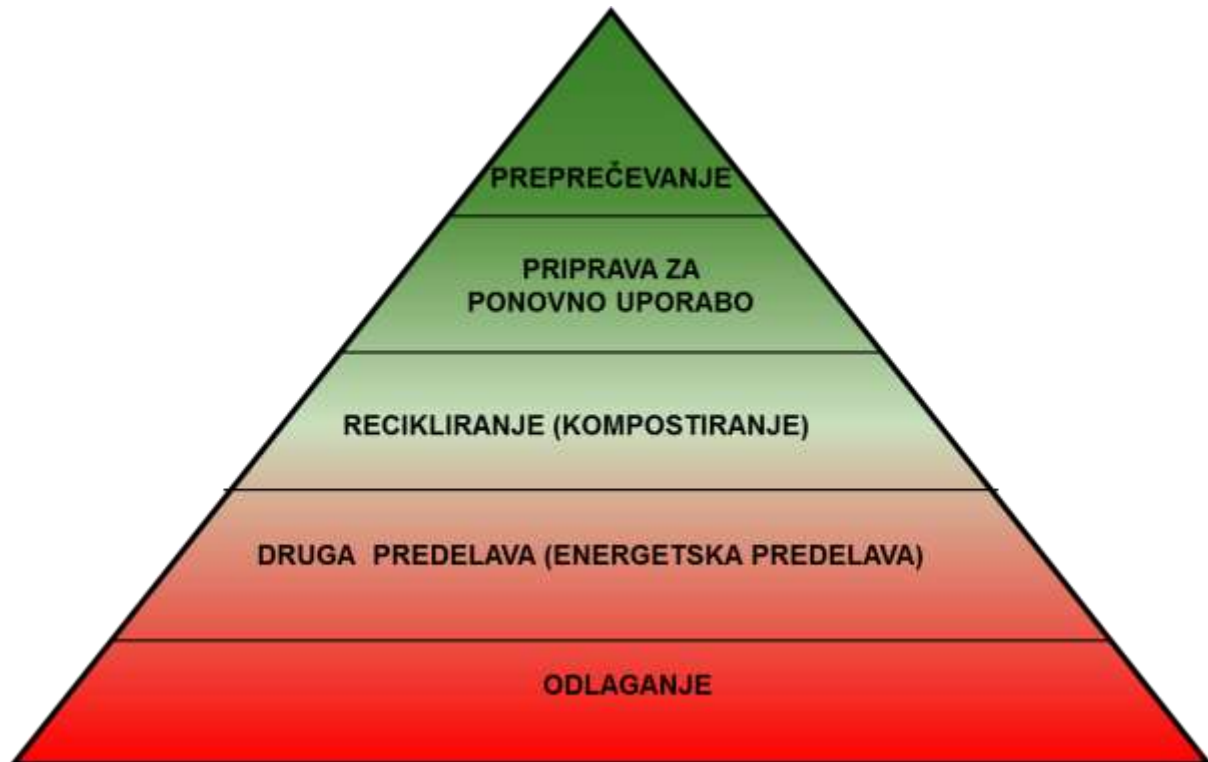 PREPREČEVANJE
PRIPRAVA ZA
PONOVNO UPORABO
RECIKLIRANJE (KOMPOSTIRANJE)
DRUGA PREDELAVA (ENERGETSKA PREDELAVA)
ODLAGANJE